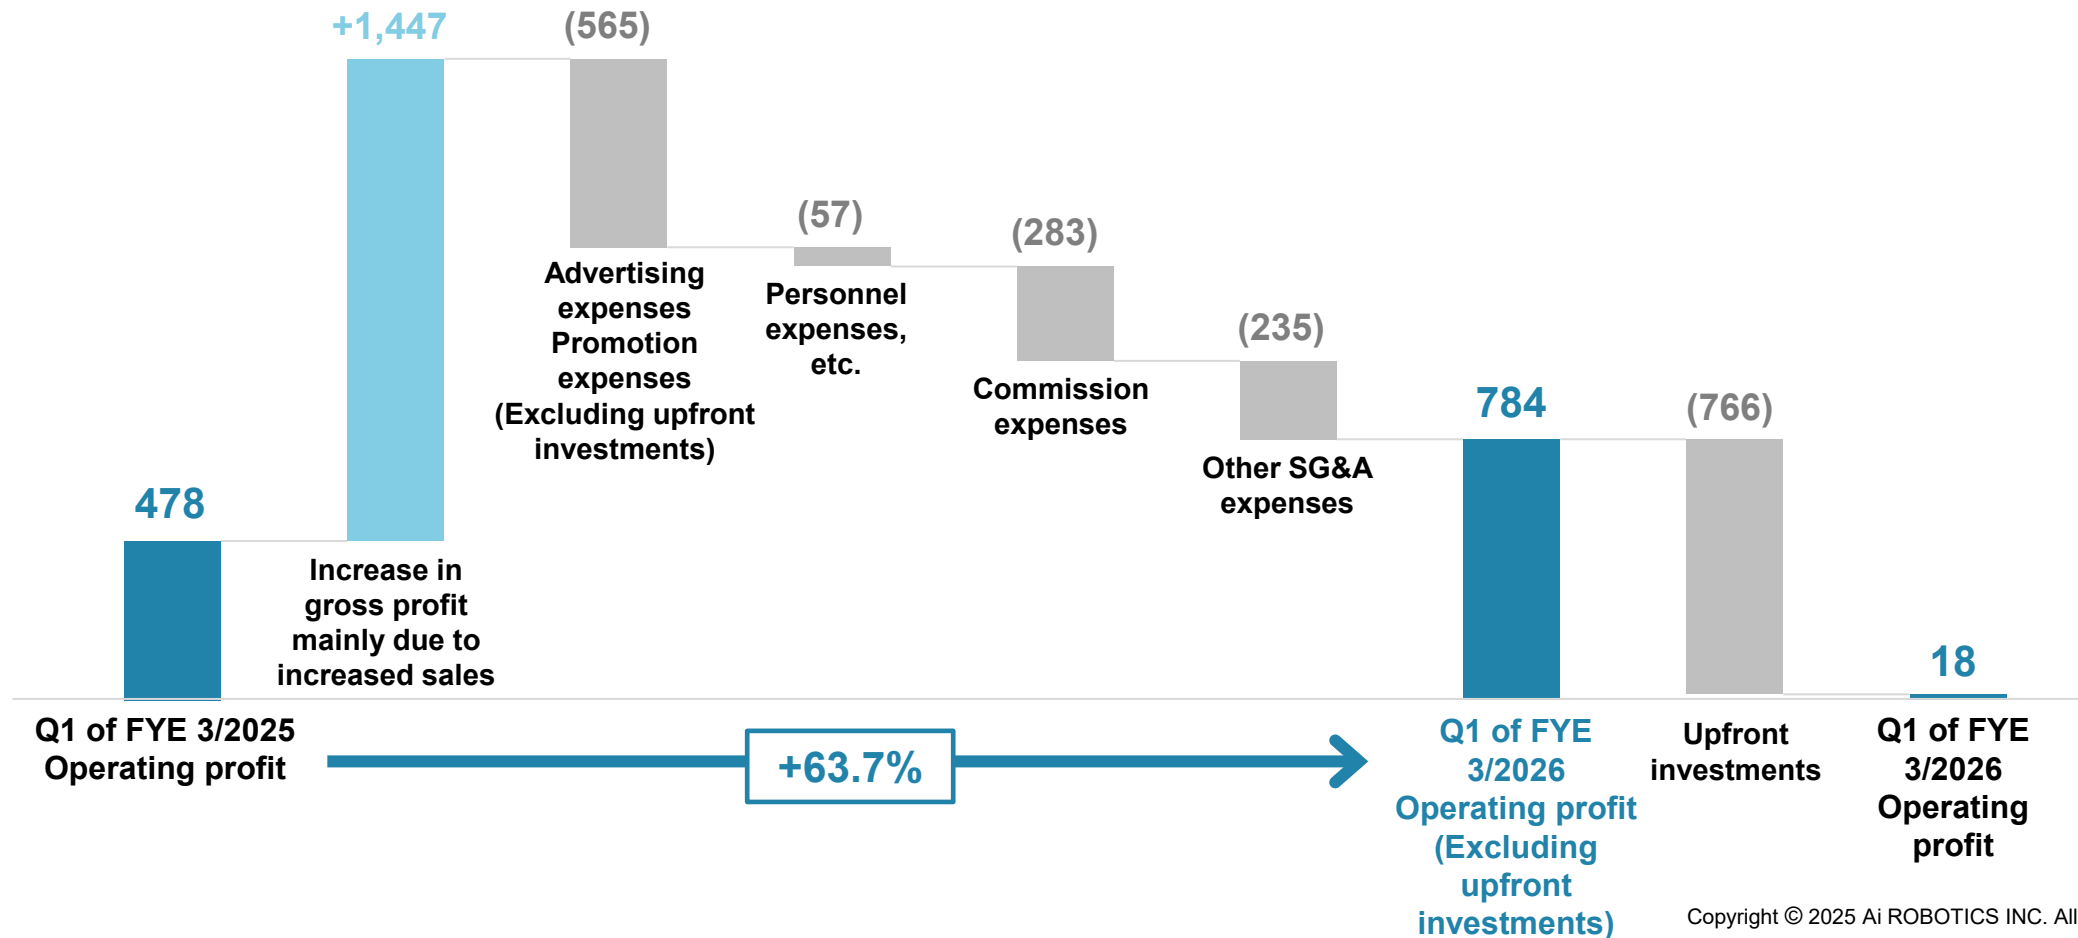 +1,447
(565)
(57)
(283)
(235)
478
784
(766)
18
Increase in
gross profit
mainly due to
increased sales
Advertising
expenses
Promotion
expenses
(Excluding upfront
investments)
Personnel
expenses,
etc.
Commission
expenses
Other SG&A
expenses
Q1 of FYE 3/2025
Operating profit
+63.7%
Q1 of FYE
3/2026
Operating profit
(Excluding
upfront
investments)
Upfront
investments
Q1 of FYE
3/2026
Operating
profit
Copyright © 2025 Ai ROBOTICS INC. All